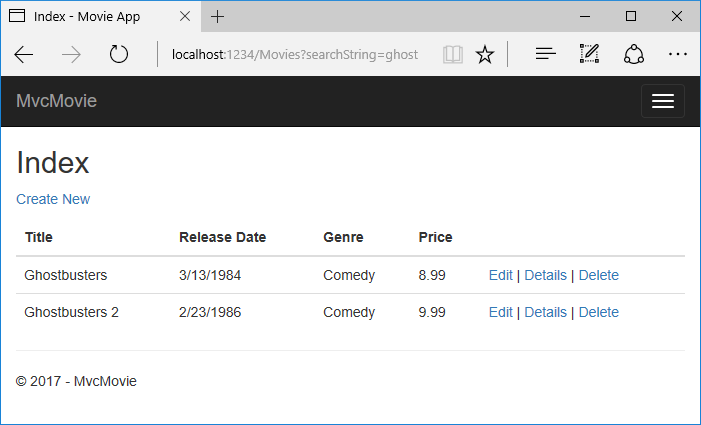 Index - Movie App
localhost:1234/Movies?searchString=ghost
MvcMovie
Index
Create New
Title Release Date Genre Price
Ghostbusters 3/13/1984 Comedy 8.99 Edit | Details | Delete
Ghostbusters 2 2/23/1986 Comedy 9.99 Edit | Details | Delete
© 2017 - MvcMovie